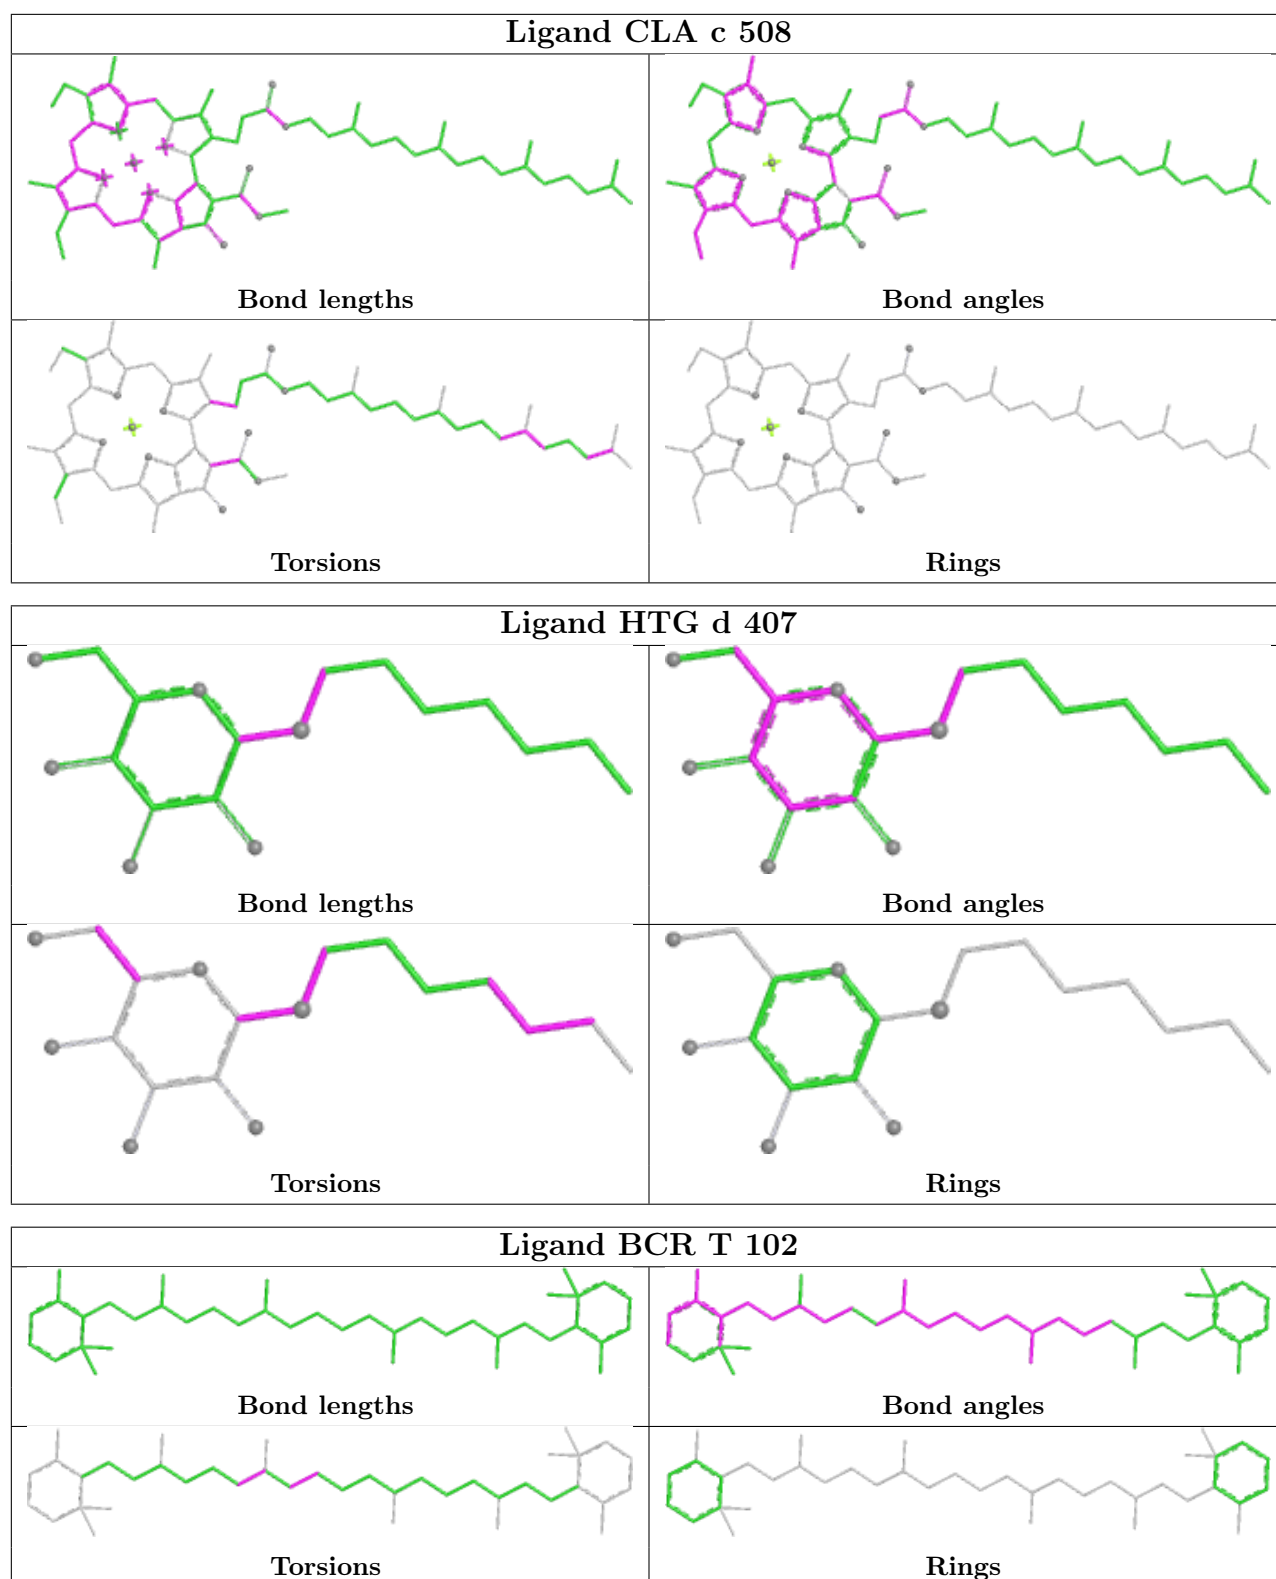 Ligand CLA c 508
Bond lengths
Bond angles
Torsions
Rings
Ligand HTG d 407
Bond lengths
Bond angles
Torsions
Rings
Ligand BCR T 102
Bond lengths
Bond angles
Torsions
Rings